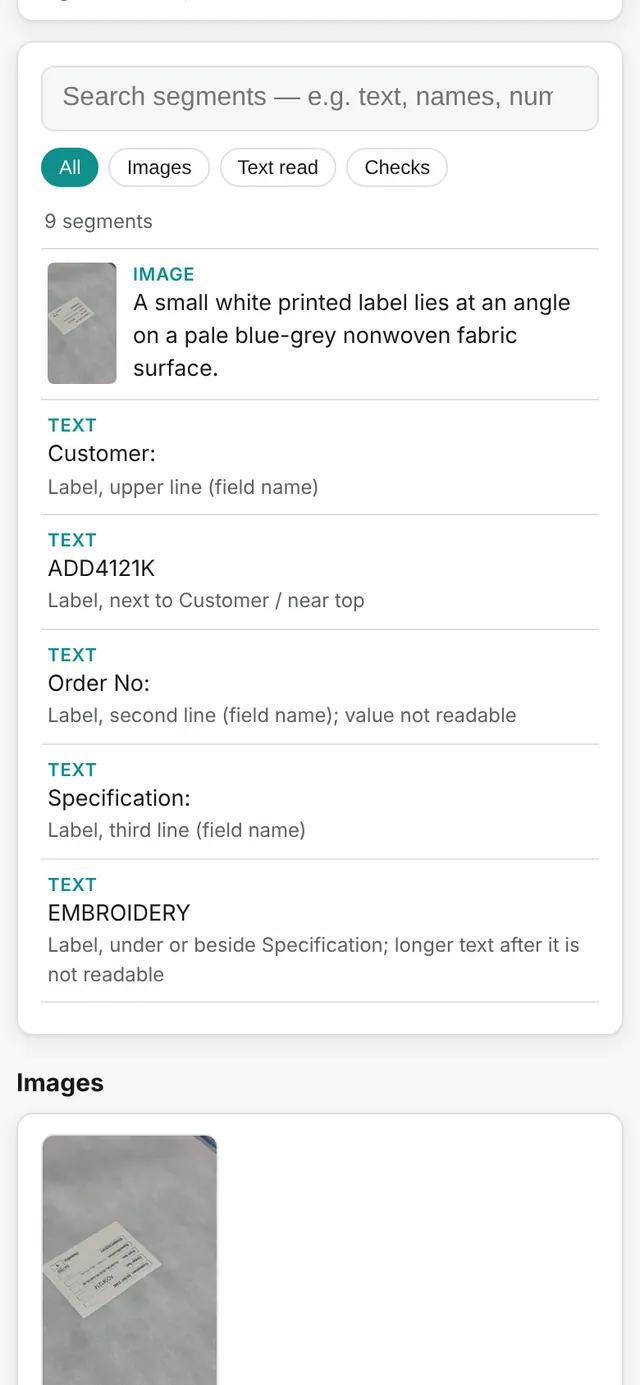 Search segments — e.g. text, names, num
All
Images
Text read
Checks
9 segments
IMAGE
A small white printed label lies at an angle
on a pale blue-grey nonwoven fabric
surface.
TEXT
Customer:
Label, upper line (field name)
TEXT
ADD4121K
Label, next to Customer / near top
TEXT
Order No:
Label, second line (field name); value not readable
TEXT
Specification:
Label, third line (field name)
TEXT
EMBROIDERY
Label, under or beside Specification; longer text after it is
not readable
Images